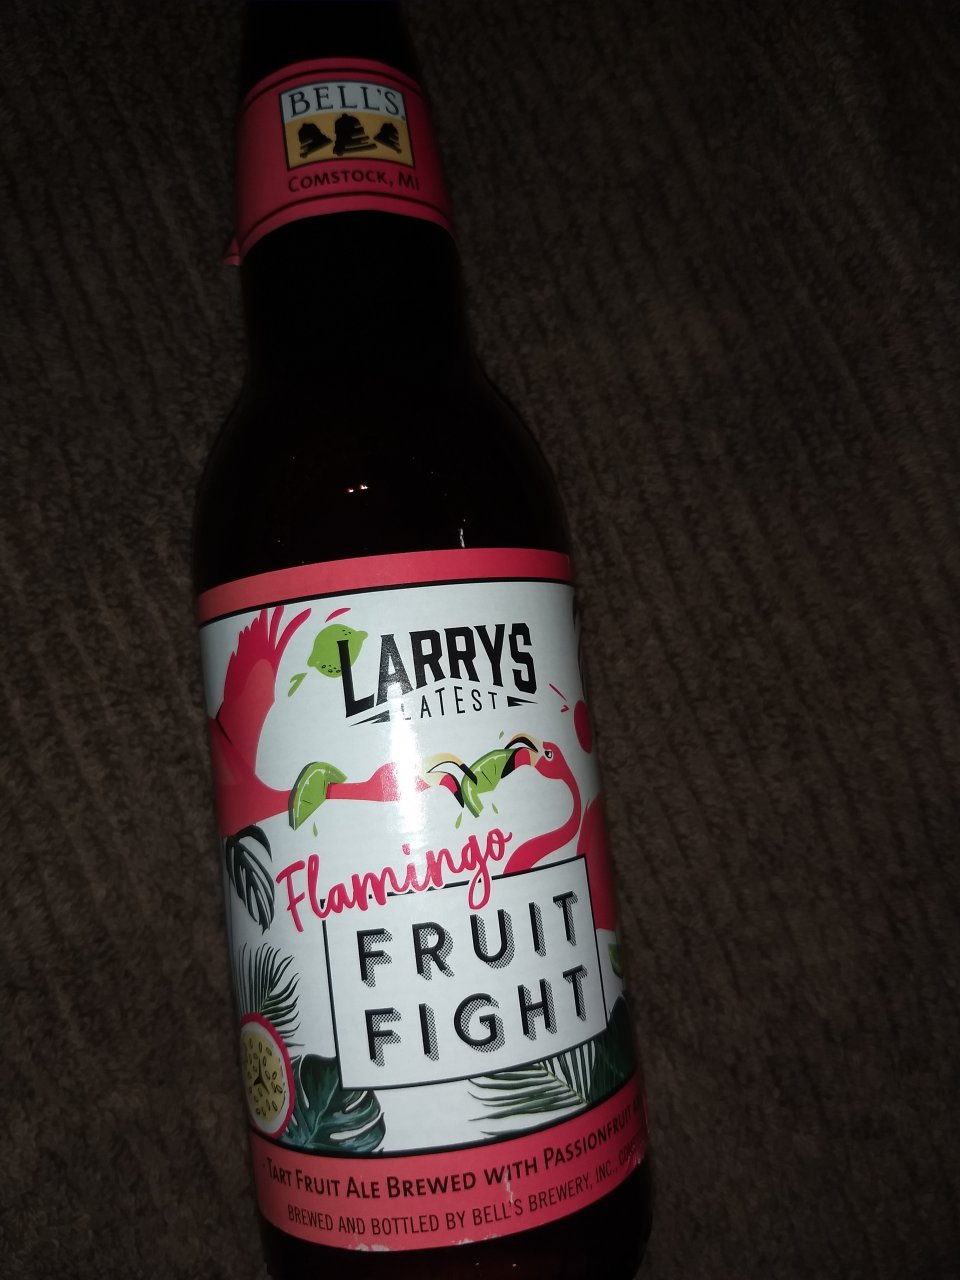 BELL'S
COMSTOCK, MI
LARRYS
LATEST
Flamingo
FRUIT
FIGHT
TART FRUIT ALE BREWED WITH PASSIONFRUIT
BREWED AND BOTTLED BY BELL'S BREWERY, INC.,